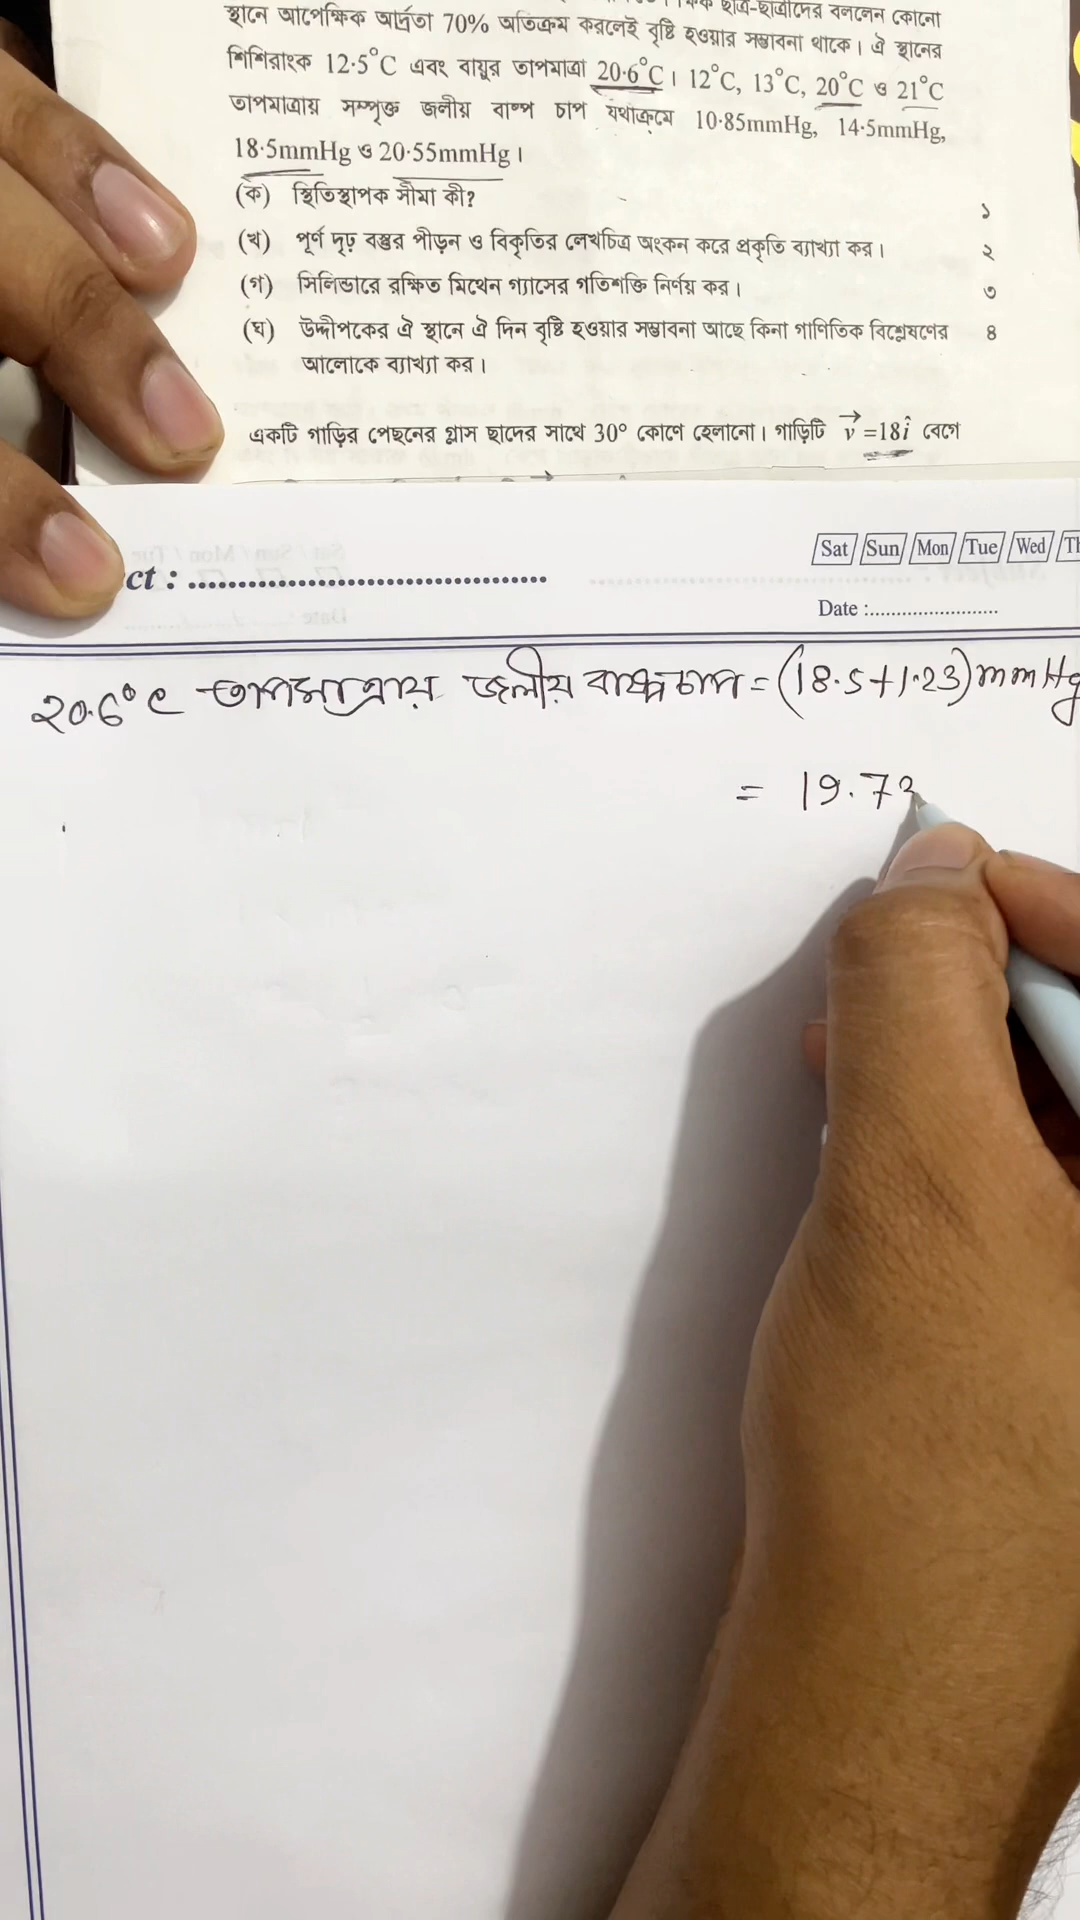 ছাত্র-ছাত্রীদের বললেন কোনো
স্থানে আপেক্ষিক আর্দ্রতা 70% অতিক্রম করলেই বৃষ্টি হওয়ার সম্ভাবনা থাকে। ঐ স্থানের
শিশিরাংক 12·5°C এবং বায়ুর তাপমাত্রা 20·6°C। 12°C, 13°C, 20°C ও 21°C
তাপমাত্রায় সম্পৃক্ত জলীয় বাষ্প চাপ যথাক্রমে 10·85mmHg, 14·5mmHg,
18·5mmHg ও 20·55mmHg।
(ক) স্থিতিস্থাপক সীমা কী? ১
(খ) পূর্ণ দৃঢ় বস্তুর পীড়ন ও বিকৃতির লেখচিত্র অংকন করে প্রকৃতি ব্যাখ্যা কর। ২
(গ) সিলিন্ডারে রক্ষিত মিথেন গ্যাসের গতিশক্তি নির্ণয় কর। ৩
(ঘ) উদ্দীপকের ঐ স্থানে ঐ দিন বৃষ্টি হওয়ার সম্ভাবনা আছে কিনা গাণিতিক বিশ্লেষণের ৪
আলোকে ব্যাখ্যা কর।
একটি গাড়ির পেছনের গ্লাস ছাদের সাথে 30° কোণে হেলানো। গাড়িটি v⃗ =18î বেগে
ct : ....................................
Sat Sun Mon Tue Wed Th
Date :.......................
২০.6°C তাপমাত্রায় জলীয় বাষ্প চাপ = (18.5+1.23) mmHg
= 19.73